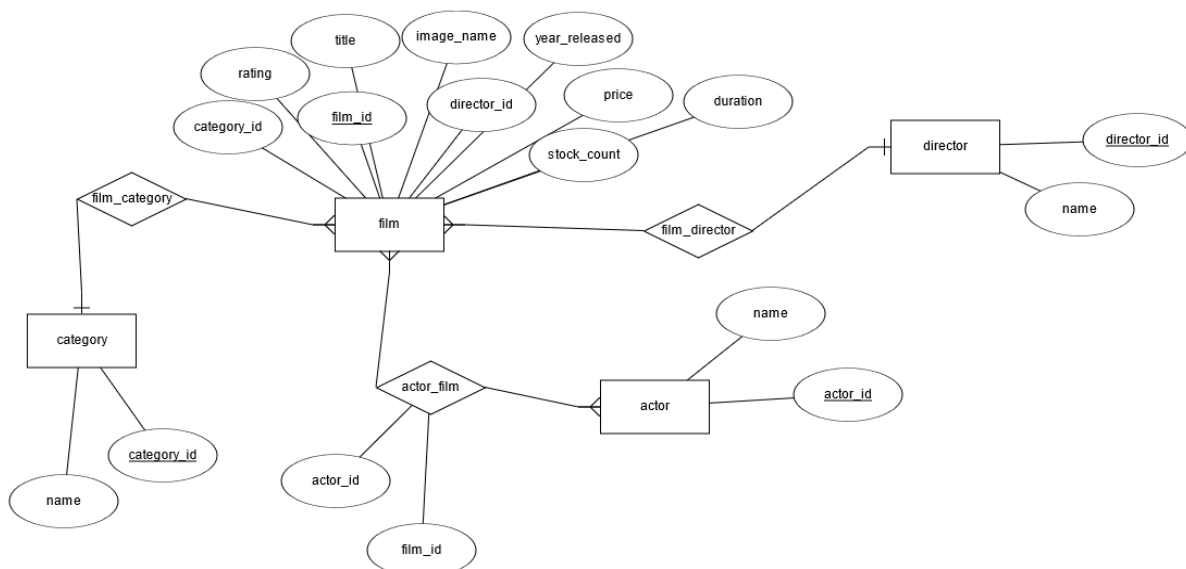 title
image_name
year_released
rating
price
duration
category_id
film_id
director_id
stock_count
director
director_id
film_category
name
film
film_director
name
category
actor_film
actor
actor_id
category_id
actor_id
name
film_id